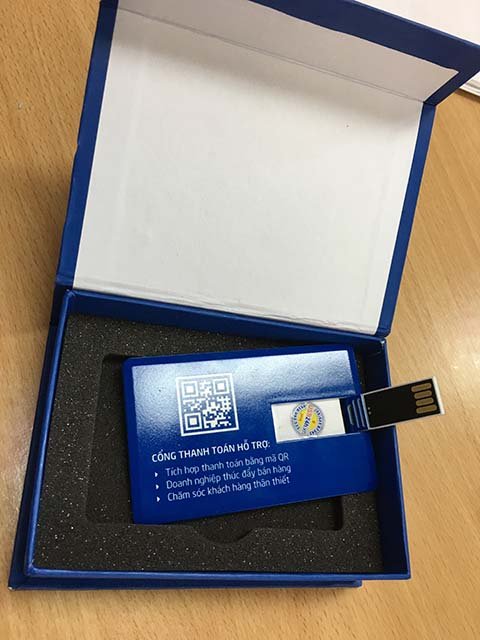 CỔNG THANH TOÁN HỖ TRỢ:
Tích hợp thanh toán bằng mã QR
Doanh nghiệp thúc đẩy bán hàng
Chăm sóc khách hàng thân thiết